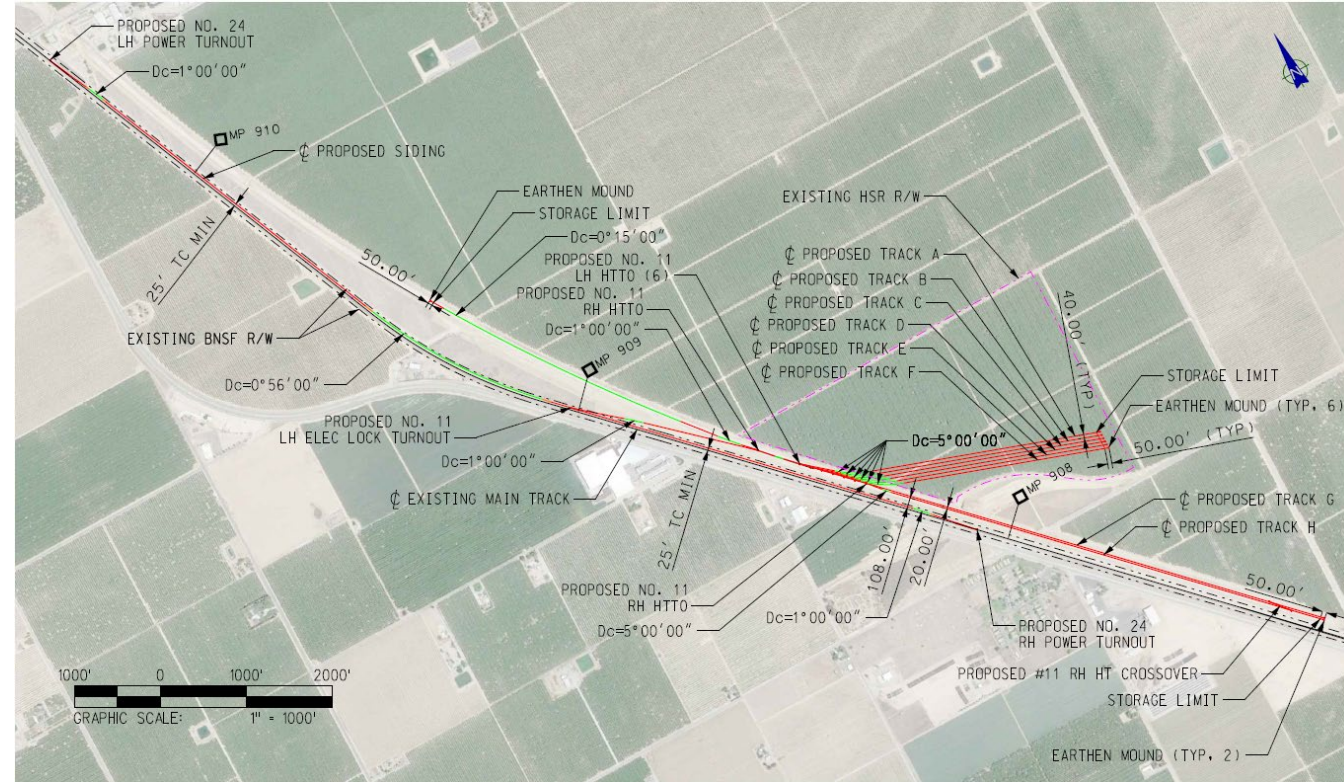 PROPOSED NO. 24
LH POWER TURNOUT
Dc=1°00'00"
MP 910
℄ PROPOSED SIDING
25' TC MIN
EARTHEN MOUND
STORAGE LIMIT
Dc=0°15'00"
50.00'
PROPOSED NO. 11
LH HTTO (6)
PROPOSED NO. 11
RH HTTO
Dc=1°00'00"
EXISTING HSR R/W
℄ PROPOSED TRACK A
℄ PROPOSED TRACK B
℄ PROPOSED TRACK C
℄ PROPOSED TRACK D
℄ PROPOSED TRACK E
℄ PROPOSED TRACK F
40.00' (TYP)
STORAGE LIMIT
EARTHEN MOUND (TYP, 6)
50.00' (TYP)
EXISTING BNSF R/W
Dc=0°56'00"
MP 909
PROPOSED NO. 11
LH ELEC LOCK TURNOUT
Dc=1°00'00"
℄ EXISTING MAIN TRACK
25' TC MIN
Dc=5°00'00"
MP 908
℄ PROPOSED TRACK G
℄ PROPOSED TRACK H
108.00'
20.00'
PROPOSED NO. 11
RH HTTO
Dc=5°00'00"
Dc=1°00'00"
50.00'
PROPOSED NO. 24
RH POWER TURNOUT
PROPOSED #11 RH HT CROSSOVER
STORAGE LIMIT
EARTHEN MOUND (TYP, 2)
1000' 0 1000' 2000'
GRAPHIC SCALE: 1" = 1000'
N